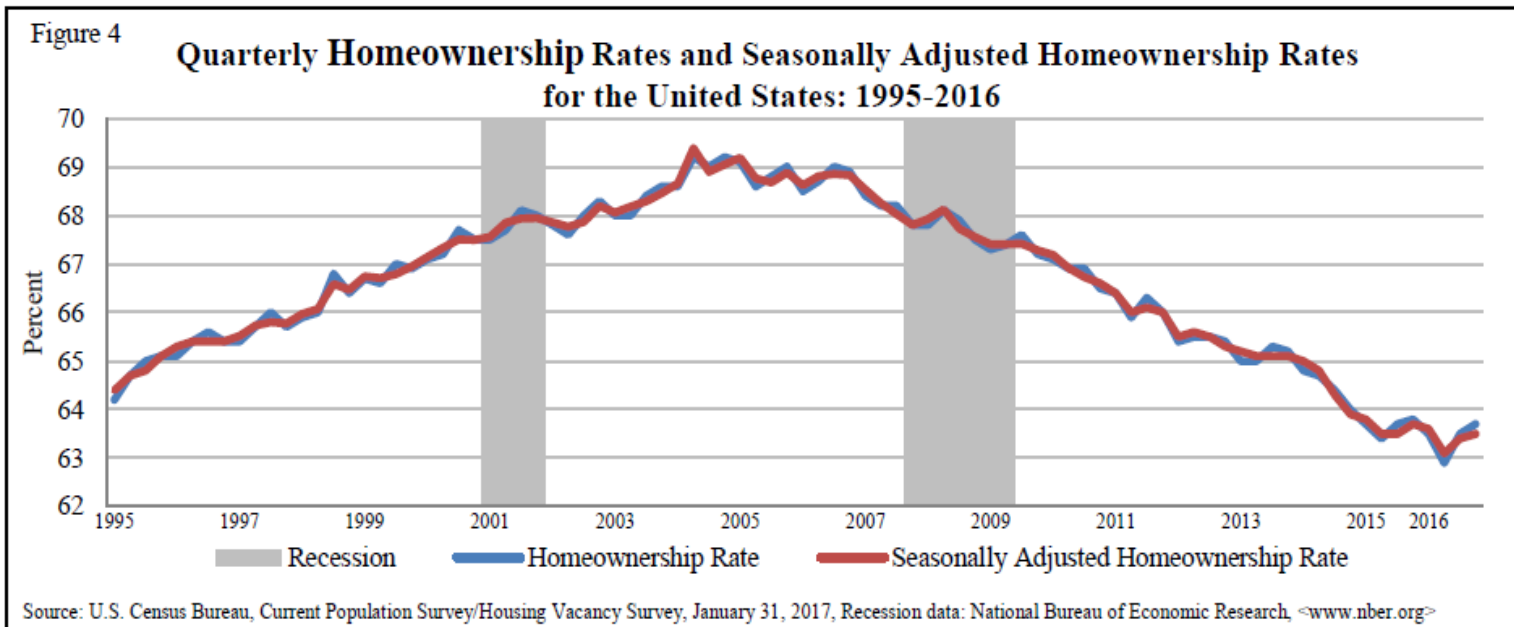 Figure 4
Quarterly Homeownership Rates and Seasonally Adjusted Homeownership Rates
for the United States: 1995-2016
Percent
70
69
68
67
66
65
64
63
62
1995 1997 1999 2001 2003 2005 2007 2009 2011 2013 2015 2016
Recession Homeownership Rate Seasonally Adjusted Homeownership Rate
Source: U.S. Census Bureau, Current Population Survey/Housing Vacancy Survey, January 31, 2017, Recession data: National Bureau of Economic Research, <www.nber.org>